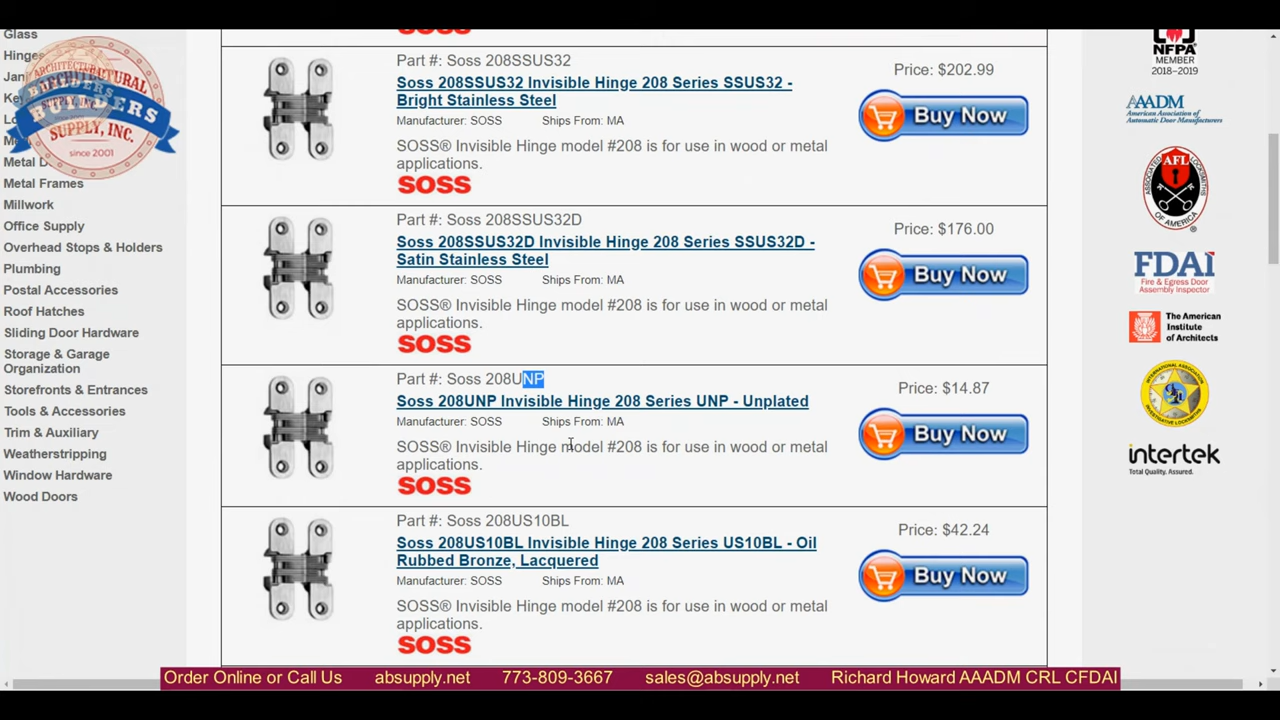 Glass
Hinges
Metal Frames
Millwork
Office Supply
Overhead Stops & Holders
Plumbing
Postal Accessories
Roof Hatches
Sliding Door Hardware
Storage & Garage
Organization
Storefronts & Entrances
Tools & Accessories
Trim & Auxiliary
Weatherstripping
Window Hardware
Wood Doors
ARCHITECTURAL
BUILDERS
SUPPLY, INC.
since 2001
SOSS
Part #: Soss 208SSUS32
Soss 208SSUS32 Invisible Hinge 208 Series SSUS32 -
Bright Stainless Steel
Manufacturer: SOSS Ships From: MA
SOSS® Invisible Hinge model #208 is for use in wood or metal
applications.
SOSS
Price: $202.99
Buy Now
Part #: Soss 208SSUS32D
Soss 208SSUS32D Invisible Hinge 208 Series SSUS32D -
Satin Stainless Steel
Manufacturer: SOSS Ships From: MA
SOSS® Invisible Hinge model #208 is for use in wood or metal
applications.
SOSS
Price: $176.00
Buy Now
Part #: Soss 208UNP
Soss 208UNP Invisible Hinge 208 Series UNP - Unplated
Manufacturer: SOSS Ships From: MA
SOSS® Invisible Hinge model #208 is for use in wood or metal
applications.
SOSS
Price: $14.87
Buy Now
Part #: Soss 208US10BL
Soss 208US10BL Invisible Hinge 208 Series US10BL - Oil
Rubbed Bronze, Lacquered
Manufacturer: SOSS Ships From: MA
SOSS® Invisible Hinge model #208 is for use in wood or metal
applications.
SOSS
Price: $42.24
Buy Now
NFPA
MEMBER
2018–2019
AAADM
American Association of
Automatic Door Manufacturers
ASSOCIATED LOCKSMITHS
AFL
OF AMERICA
FDAI
Fire & Egress Door
Assembly Inspector
The American
Institute
of Architects
intertek
Total Quality. Assured.
Order Online or Call Us absupply.net 773-809-3667 sales@absupply.net Richard Howard AAADM CRL CFDAI